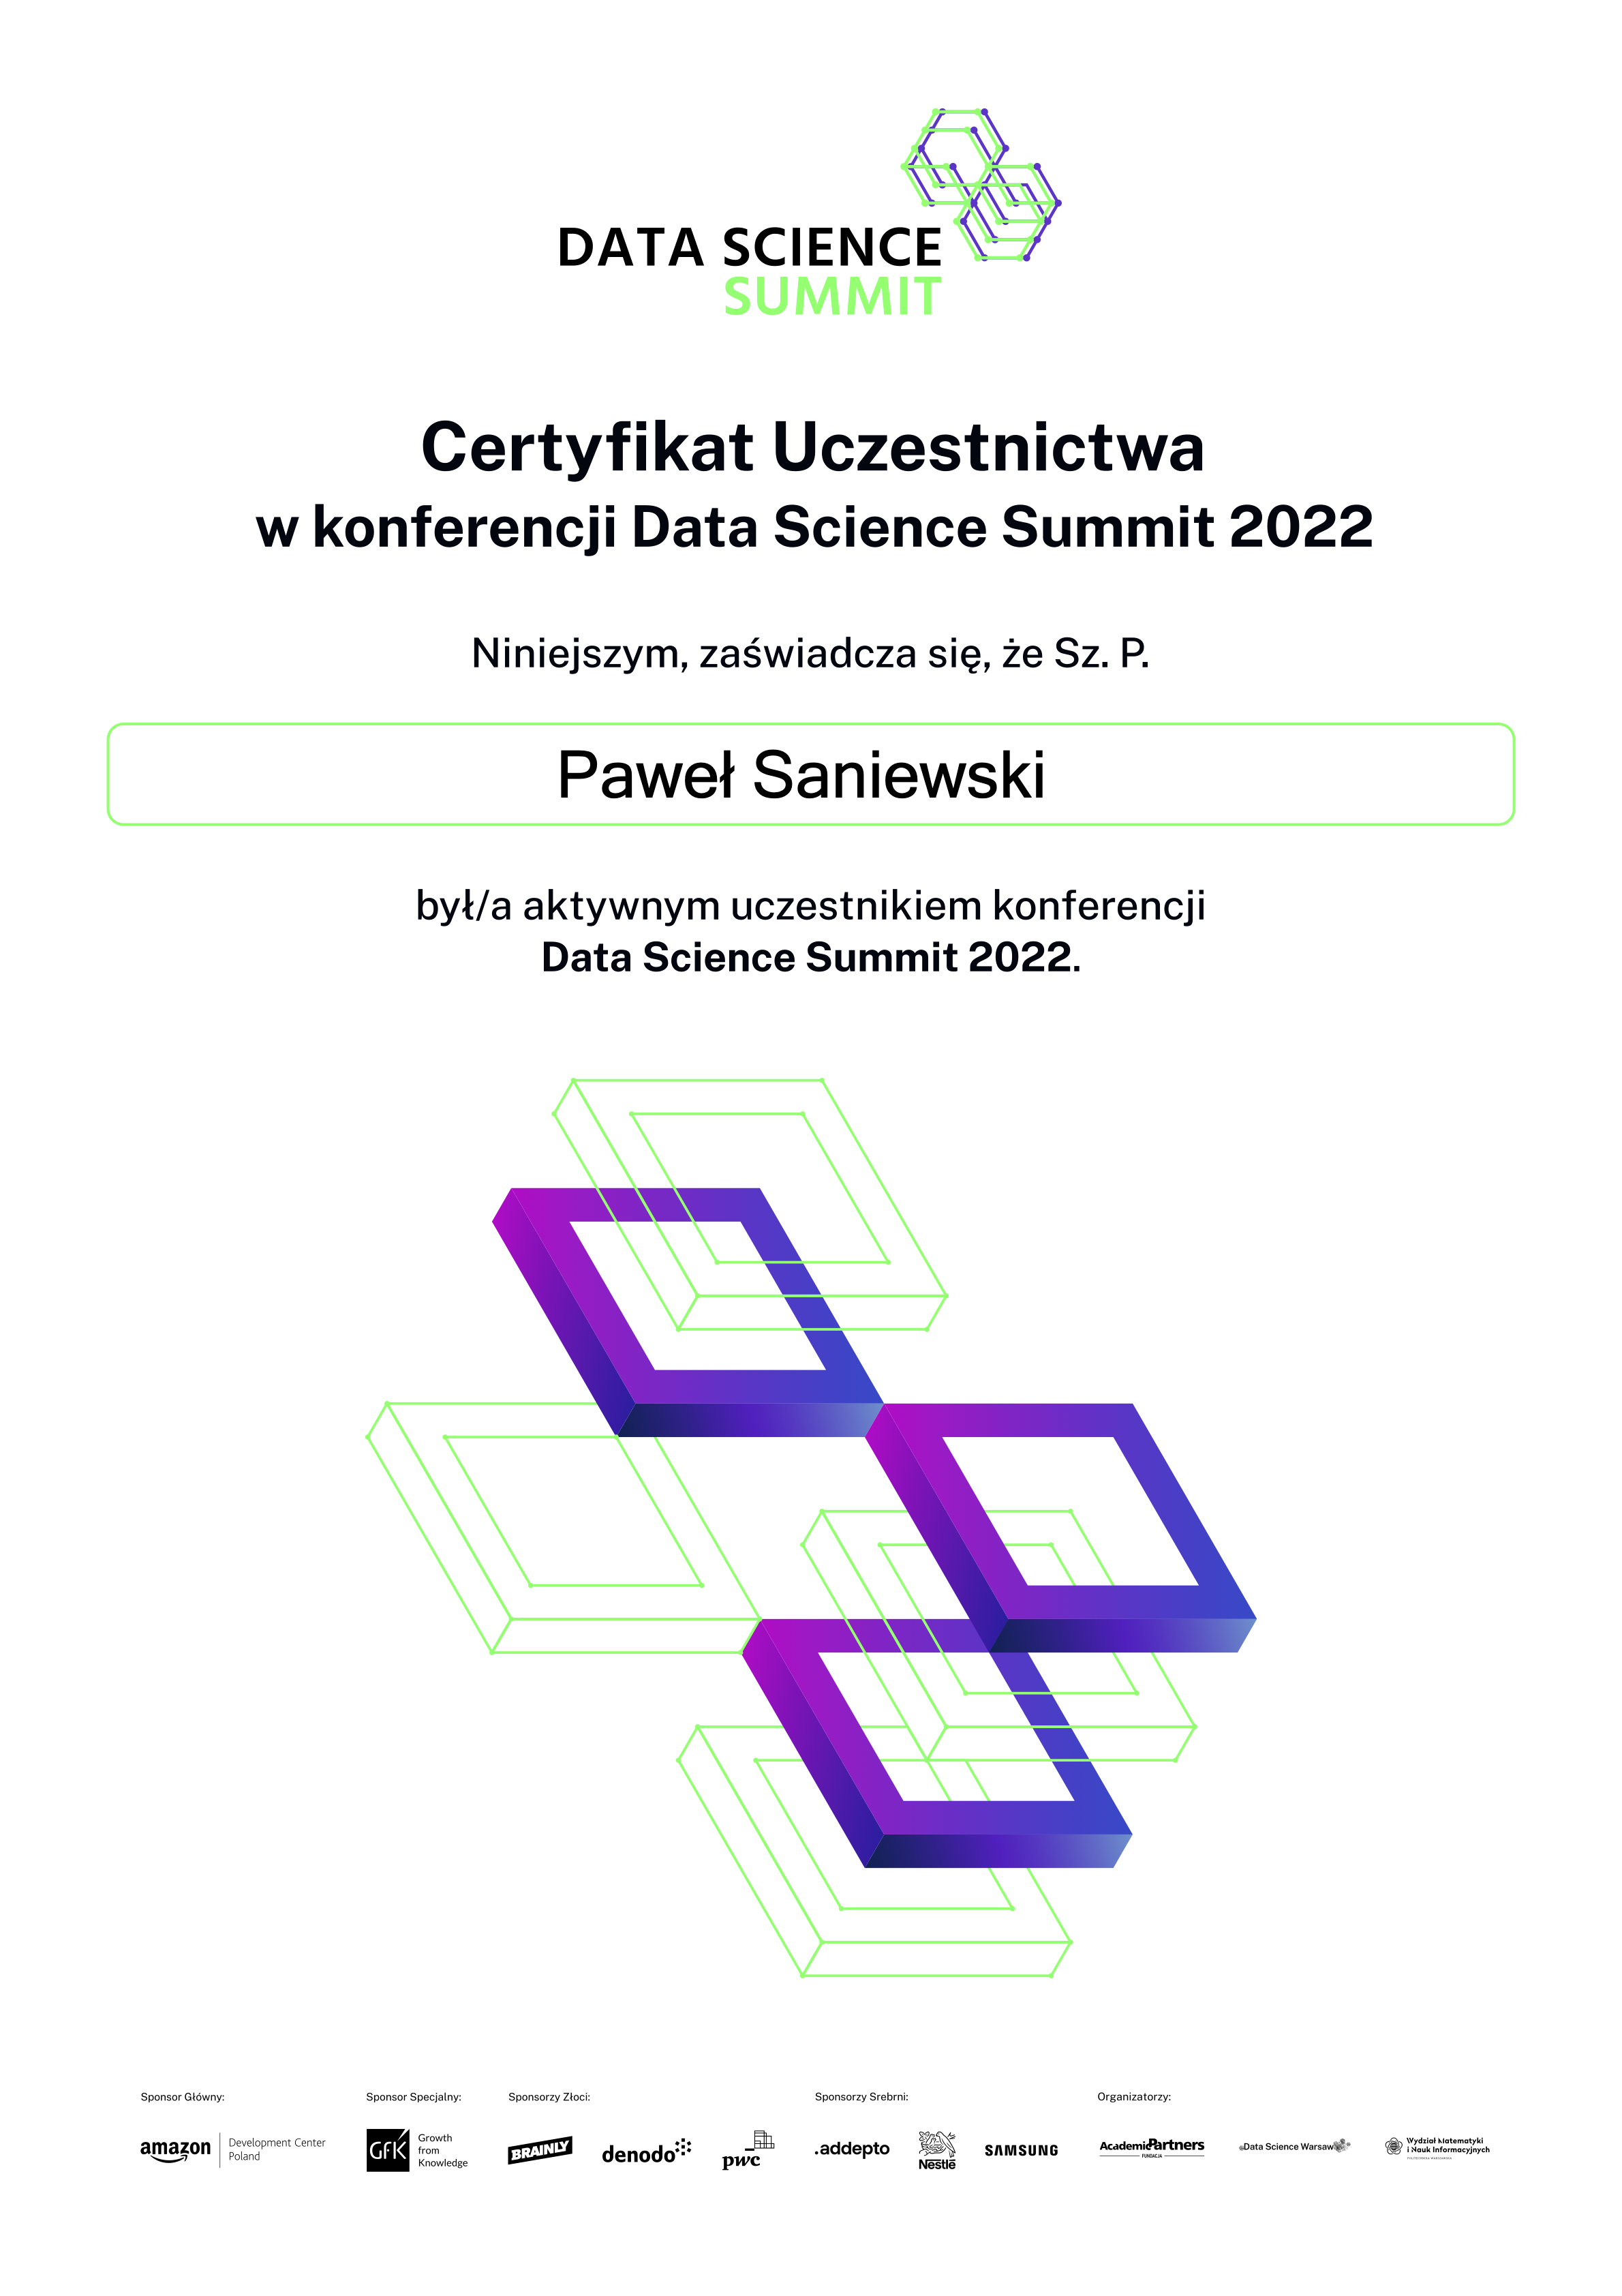 DATA SCIENCE
SUMMIT
Certyfikat Uczestnictwa
w konferencji Data Science Summit 2022
Niniejszym, zaświadcza się, że Sz. P.
Paweł Saniewski
był/a aktywnym uczestnikiem konferencji
Data Science Summit 2022.
Sponsor Główny:
amazon
Development Center
Poland
Sponsor Specjalny:
GfK
Growth
from
Knowledge
Sponsorzy Złoci:
BRAINLY
denodo
pwc
Sponsorzy Srebrni:
.addepto
Nestlé
SAMSUNG
Organizatorzy:
AcademicPartners
FUNDACJA
Data Science Warsaw
Wydział Matematyki
i Nauk Informacyjnych
POLITECHNIKA WARSZAWSKA